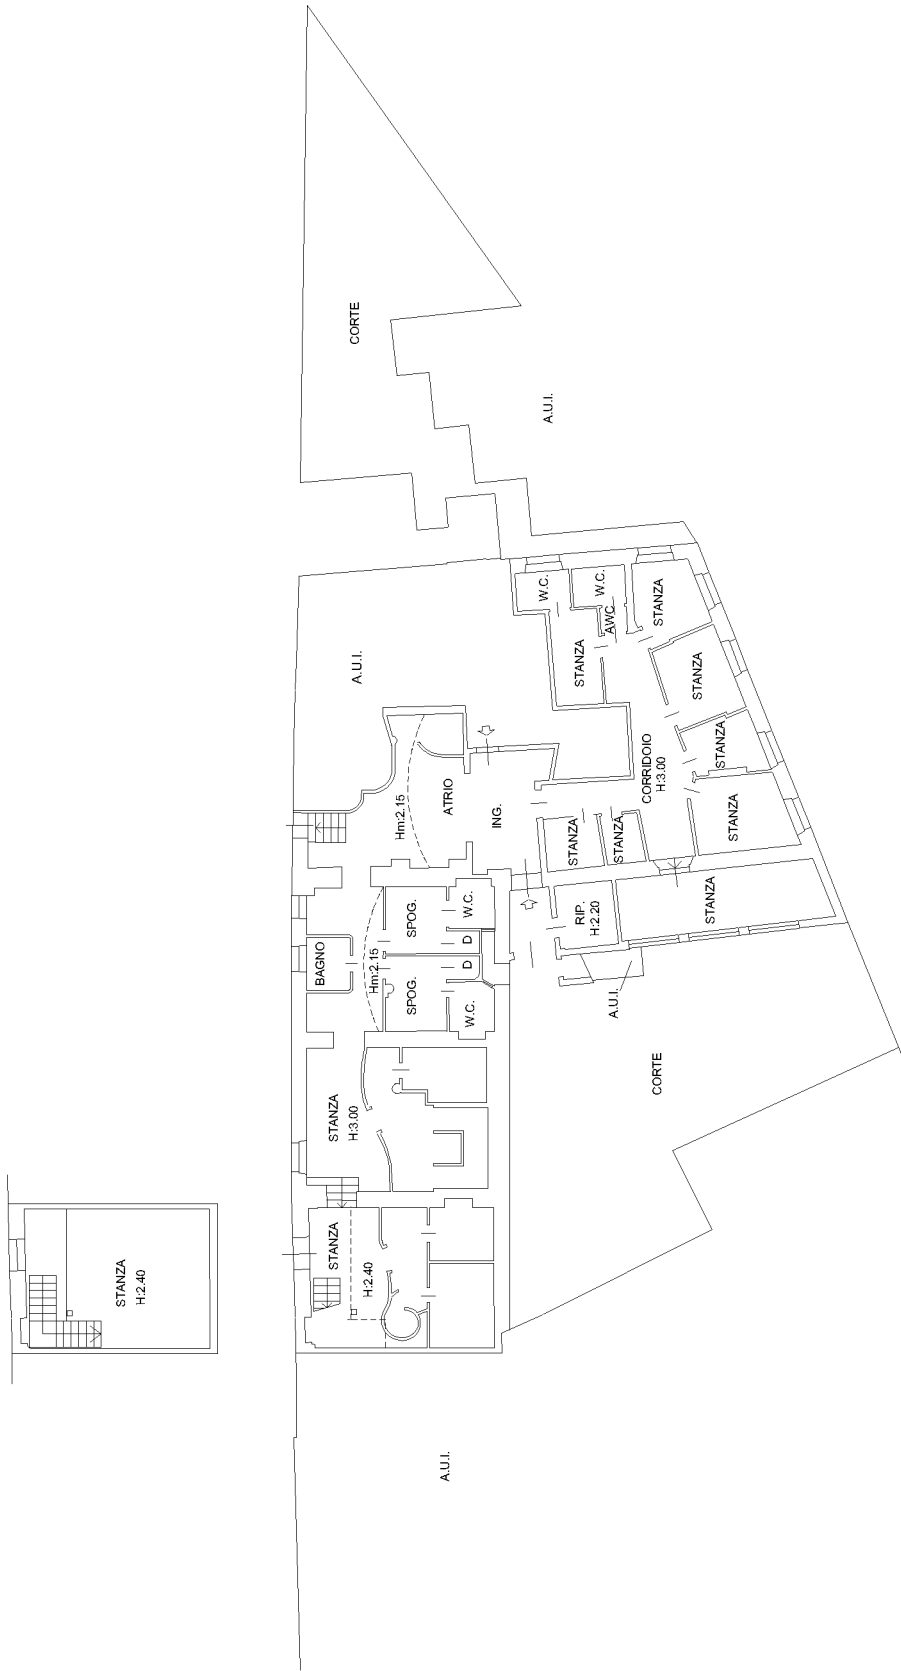 CORTE
A.U.I.
W.C.
W.C.
AWC.
STANZA
STANZA
STANZA
STANZA
STANZA
A.U.I.
CORRIDOIO
H:3.00
ATRIO
Hm:2.15
ING.
STANZA
STANZA
STANZA
STANZA
RIP.
H:2.20
SPOG.
W.C.
D
BAGNO
Hm:2.15
D
SPOG.
W.C.
A.U.I.
CORTE
STANZA
H:3.00
STANZA
H:2.40
STANZA
H:2.40
A.U.I.